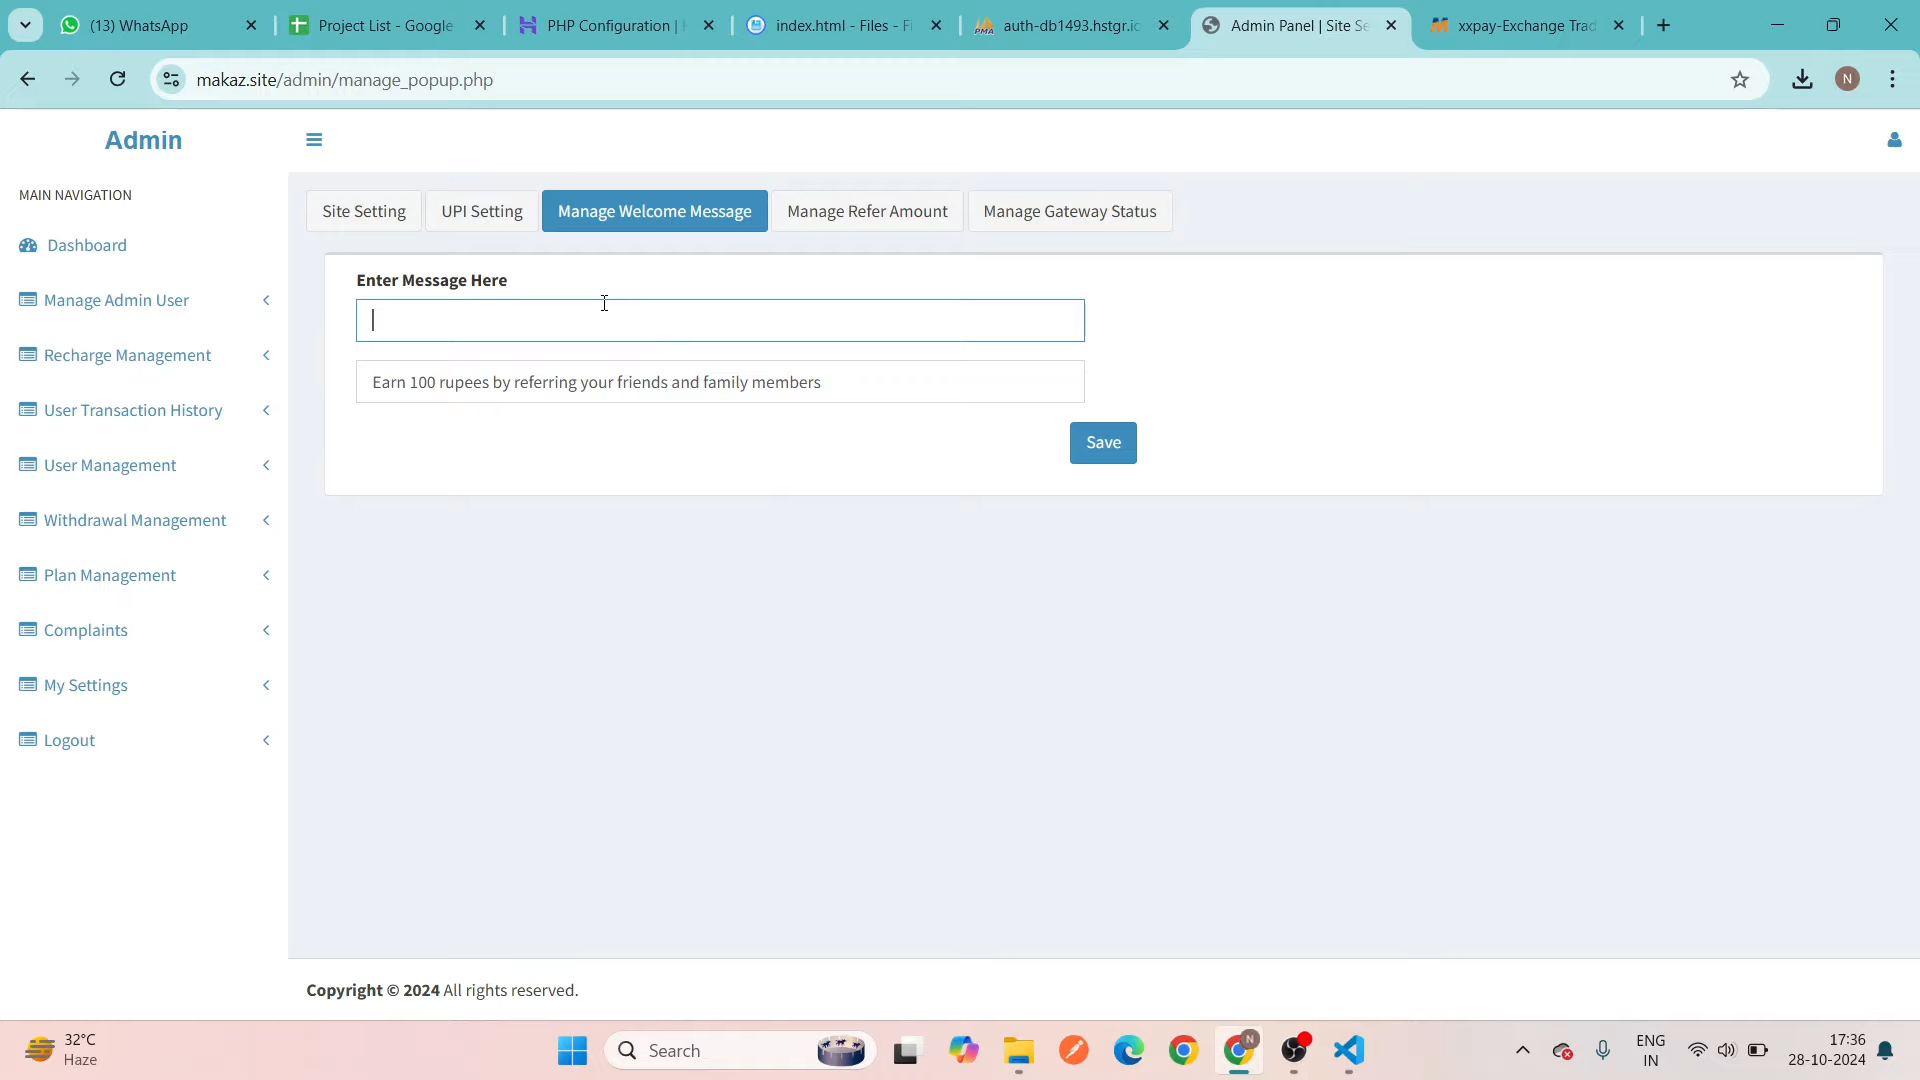 (13) WhatsApp
Project List - Google
PHP Configuration |
index.html - Files - Fi
auth-db1493.hstgr.io
Admin Panel | Site Se
xxpay-Exchange Trad
makaz.site/admin/manage_popup.php
N
Admin
MAIN NAVIGATION
Dashboard
Manage Admin User
Recharge Management
User Transaction History
User Management
Withdrawal Management
Plan Management
Complaints
My Settings
Logout
Site Setting
UPI Setting
Manage Welcome Message
Manage Refer Amount
Manage Gateway Status
Enter Message Here
Earn 100 rupees by referring your friends and family members
Save
Copyright © 2024 All rights reserved.
32°C
Haze
Search
N
ENG
IN
17:36
28-10-2024